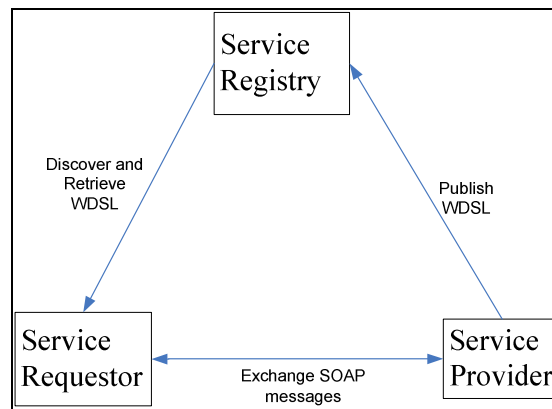 Service
Registry
Discover and
Retrieve
WDSL
Publish
WDSL
Service
Requestor
Exchange SOAP
messages
Service
Provider